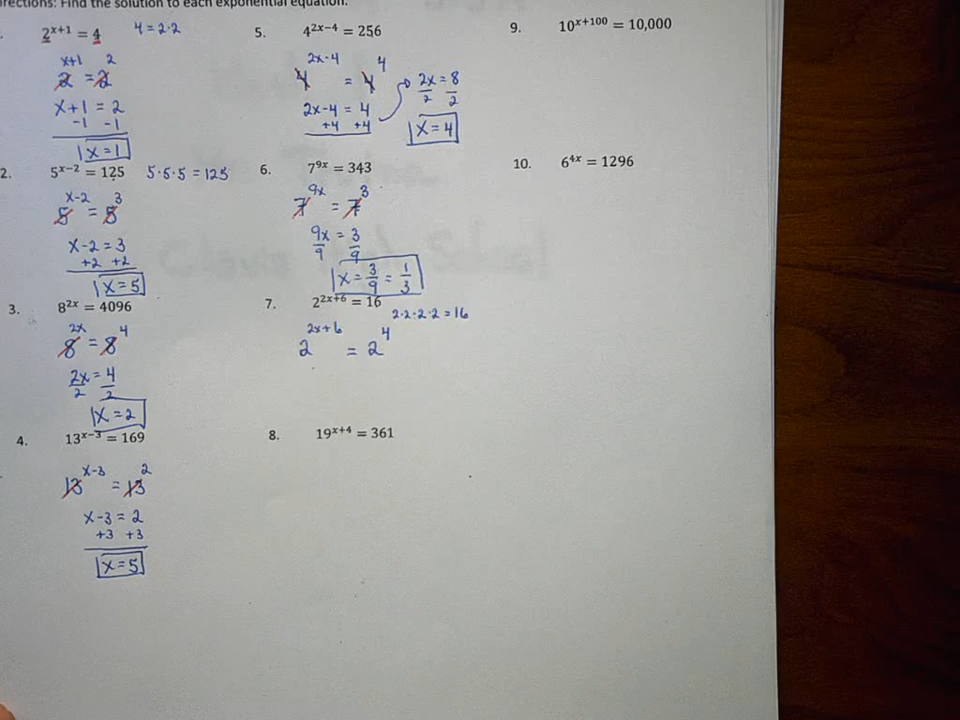 Directions: Find the solution to each exponential equation.
2^{x+1} = 4
4 = 2·2
2^{x+1} = 2^{2}
x+1 = 2
-1 -1
x = 1
2. 5^{x−2} = 125
5·5·5 = 125
5^{x-2} = 5^{3}
x-2 = 3
+2 +2
x = 5
3. 8^{2x} = 4096
8^{2x} = 8^{4}
2x/2 = 4/2
x = 2
4. 13^{x−3} = 169
13^{x-3} = 13^{2}
x-3 = 2
+3 +3
x = 5
5. 4^{2x−4} = 256
4^{2x-4} = 4^{4}
2x-4 = 4
+4 +4
2x/2 = 8/2
x = 4
6. 7^{9x} = 343
7^{9x} = 7^{3}
9x/9 = 3/9
x = 3/9 = 1/3
7. 2^{2x+6} = 16
2·2·2·2 = 16
2^{2x+6} = 2^{4}
8. 19^{x+4} = 361
9. 10^{x+100} = 10,000
10. 6^{4x} = 1296